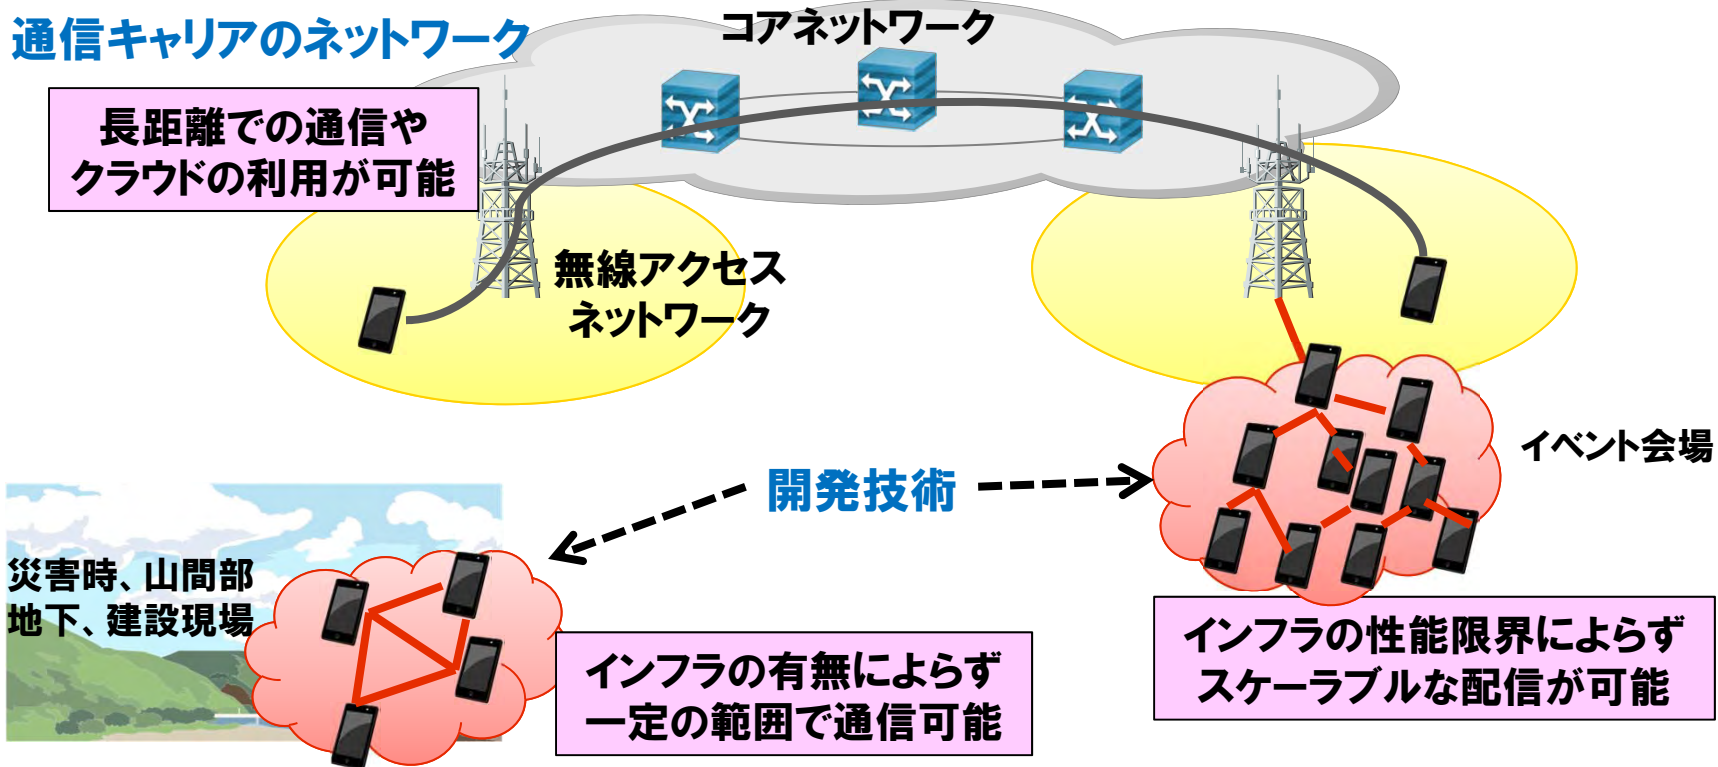 通信キャリアのネットワーク
コアネットワーク
長距離での通信や
クラウドの利用が可能
無線アクセス
ネットワーク
イベント会場
開発技術
災害時、山間部
地下、建設現場
インフラの有無によらず
一定の範囲で通信可能
インフラの性能限界によらず
スケーラブルな配信が可能